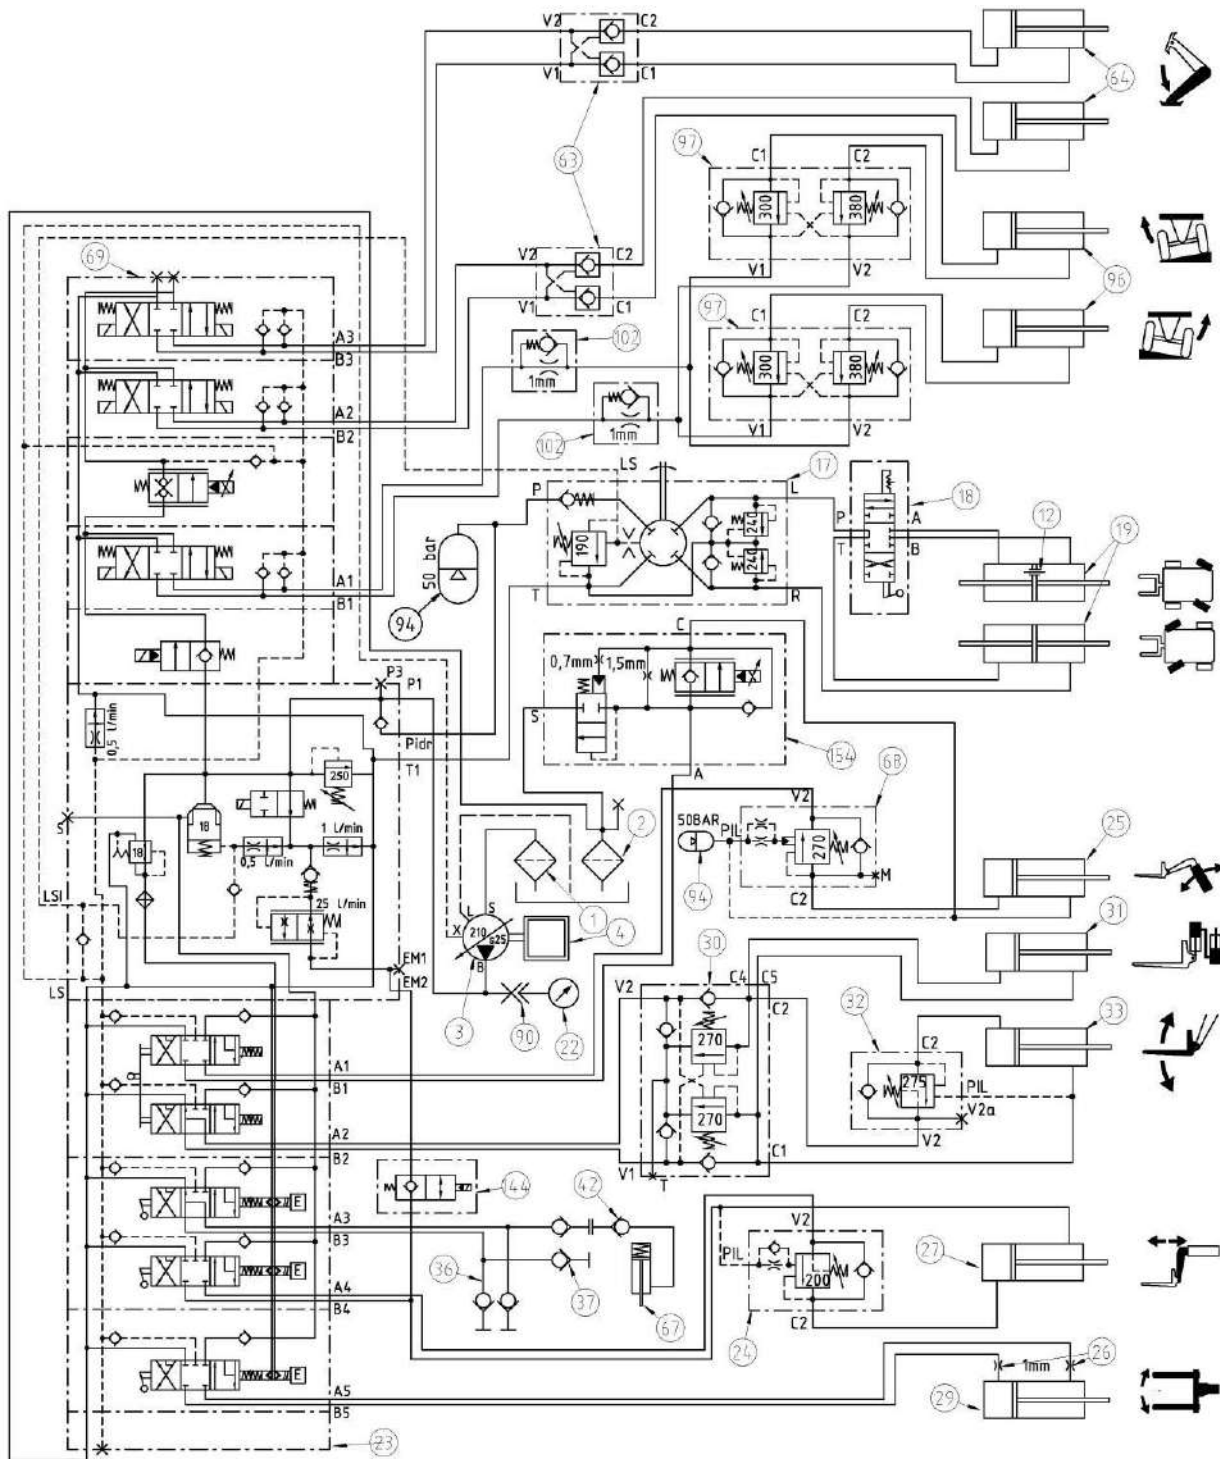 V2 C2
V1 C1
64
63
97
C1 C2
300 380
V1 V2
96
69
V2 C2
V1 C1
A3
B3
102
1mm
97
C1 C2
300 380
V1 V2
A2
B2
102
1mm
LS
17
P
L
18
190
240
240
P A
T B
12
19
50 bar
94
T
R
A1
B1
C
0,7mm 1,5mm
S
154
A
P3
P1
Pidr
T1
0,5 l/min
250
18
1 l/min
0,5 l/min
18
S
68
V2
50BAR
PIL
270
M
94
C2
25
2
1
4
LSI
25 l/min
L S
X
210
s25
B
3
EM1
EM2
90
22
LS
31
30
C4 C5
V2
C2
270
270
V1
T
C1
32
C2
275
PIL
V2a
V2
33
A1
B1
A2
B2
144
42
E
A3
B3
E
A4
B4
36
37
67
V2
PIL
200
24
C2
27
E
A5
B5
1mm
26
29
23